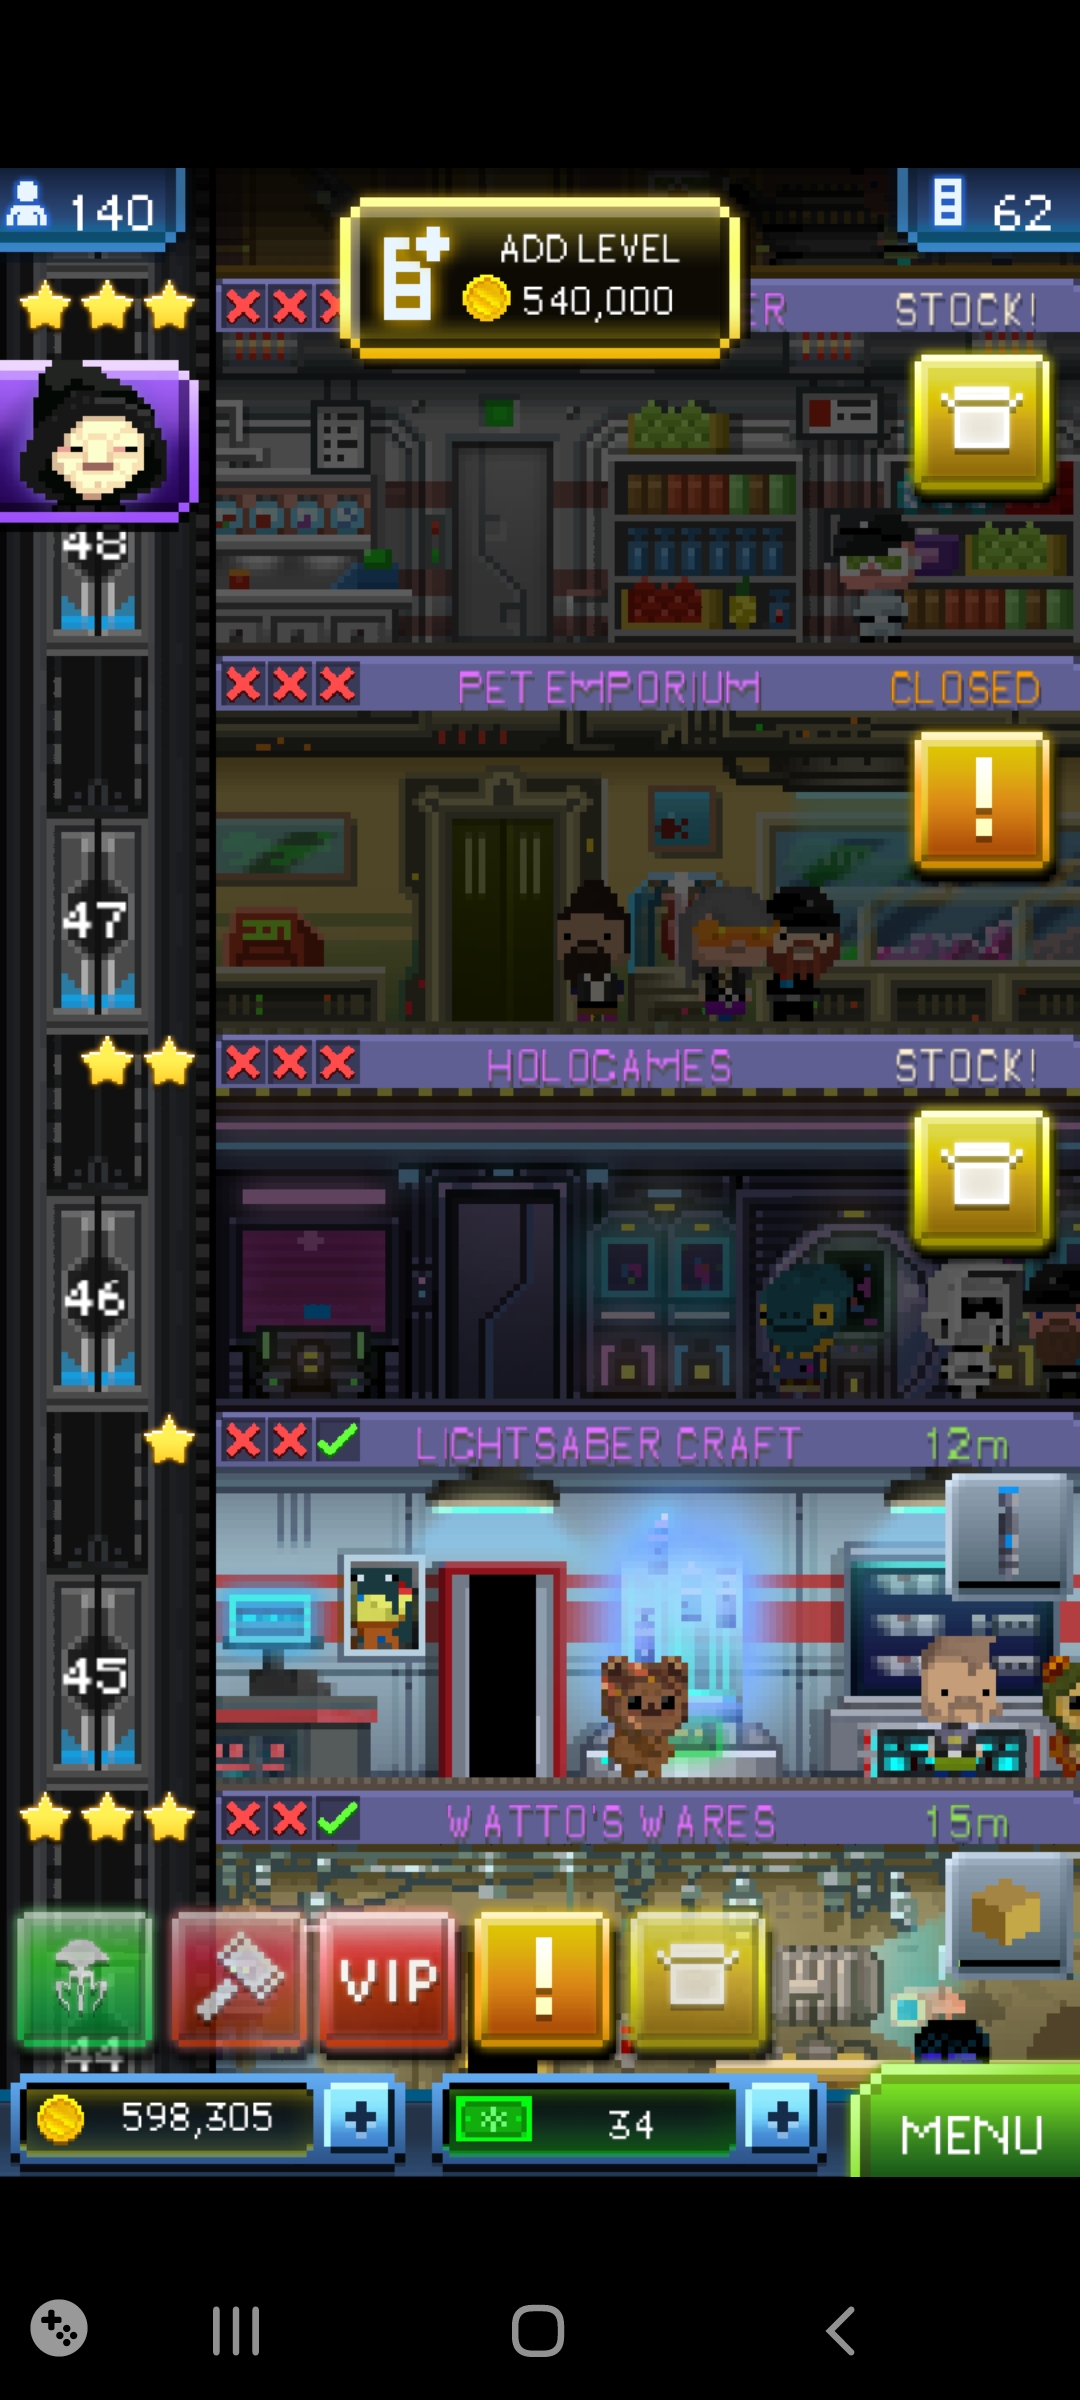 140
62
ADD LEVEL
540,000
ER STOCK!
48
PET EMPORIUM CLOSED
!
47
HOLOGAMES STOCK!
46
LIGHTSABER CRAFT 12m
45
WATTO'S WARES 15m
VIP !
44
598,305 + 34 + MENU